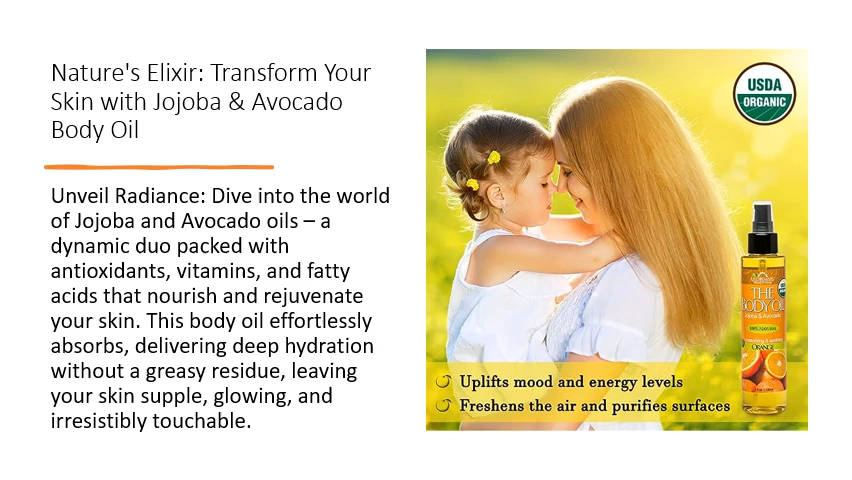 Nature's Elixir: Transform Your
Skin with Jojoba & Avocado
Body Oil
Unveil Radiance: Dive into the world
of Jojoba and Avocado oils – a
dynamic duo packed with
antioxidants, vitamins, and fatty
acids that nourish and rejuvenate
your skin. This body oil effortlessly
absorbs, delivering deep hydration
without a greasy residue, leaving
your skin supple, glowing, and
irresistibly touchable.
USDA
ORGANIC
THE
BODY OIL
Jojoba & Avocado
100% NATURAL
ORANGE
Uplifts mood and energy levels
Freshens the air and purifies surfaces